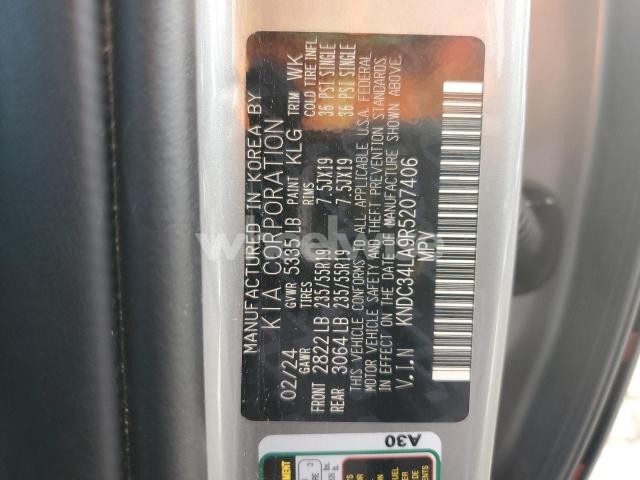 MANUFACTURED IN KOREA BY
KIA CORPORATION
02/24 GVWR 5335 LB PAINT KLG TRIM WK
GAWR TIRES RIMS COLD TIRE INFL
FRONT 2822 LB 235/55R19 7.5JX19 36 PSI SINGLE
REAR 3064 LB 235/55R19 7.5JX19 36 PSI SINGLE
THIS VEHICLE CONFORMS TO ALL APPLICABLE U.S.A. FEDERAL
MOTOR VEHICLE SAFETY AND THEFT PREVENTION STANDARDS
IN EFFECT ON THE DATE OF MANUFACTURE SHOWN ABOVE.
V.I.N KNDC34LA9R5207406
MPV
A30